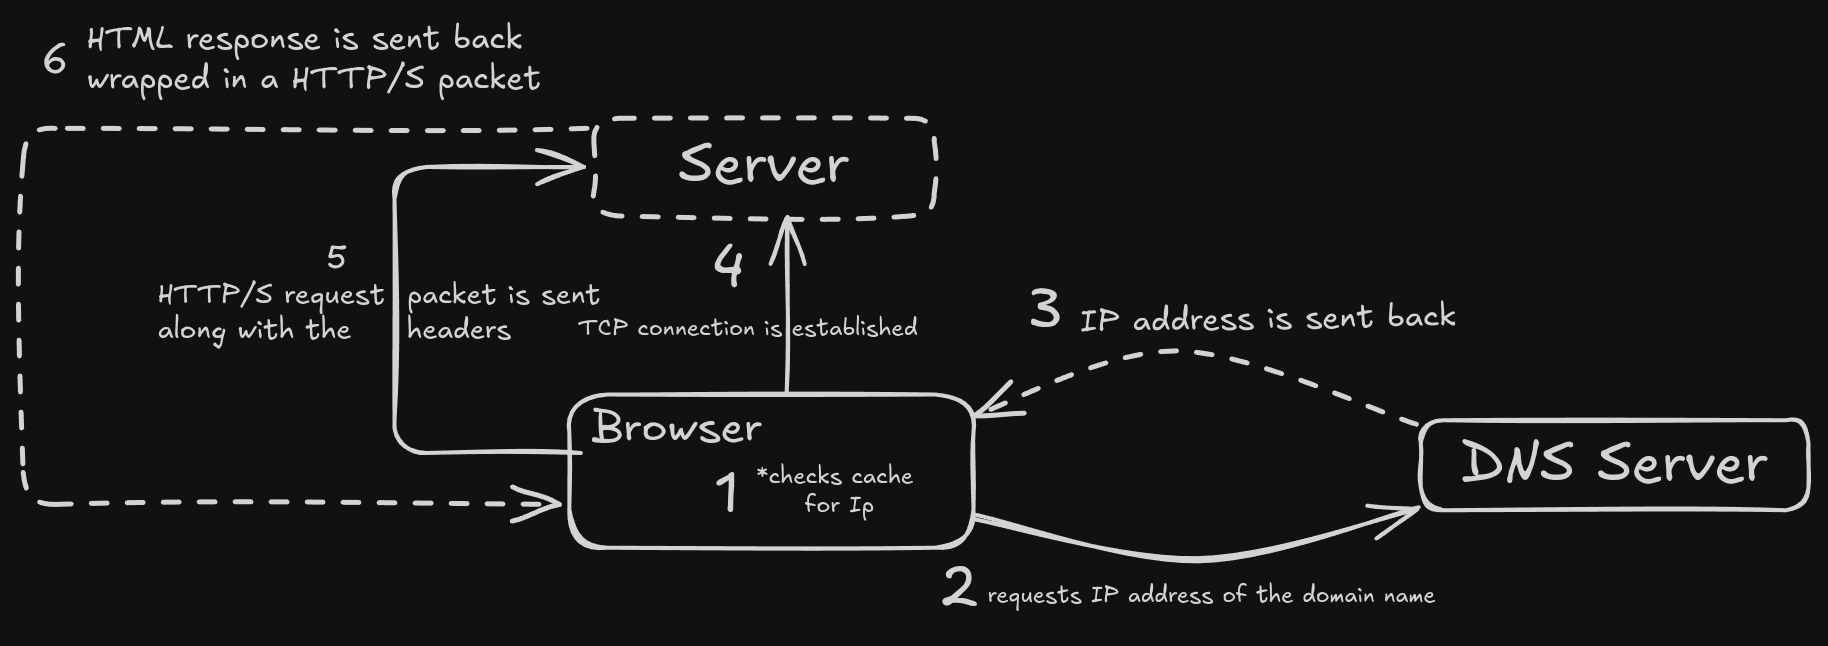 6 HTML response is sent back
wrapped in a HTTP/S packet
Server
5
HTTP/S request packet is sent
along with the headers
4
TCP connection is established
3 IP address is sent back
Browser
1 *checks cache
for Ip
DNS Server
2 requests IP address of the domain name